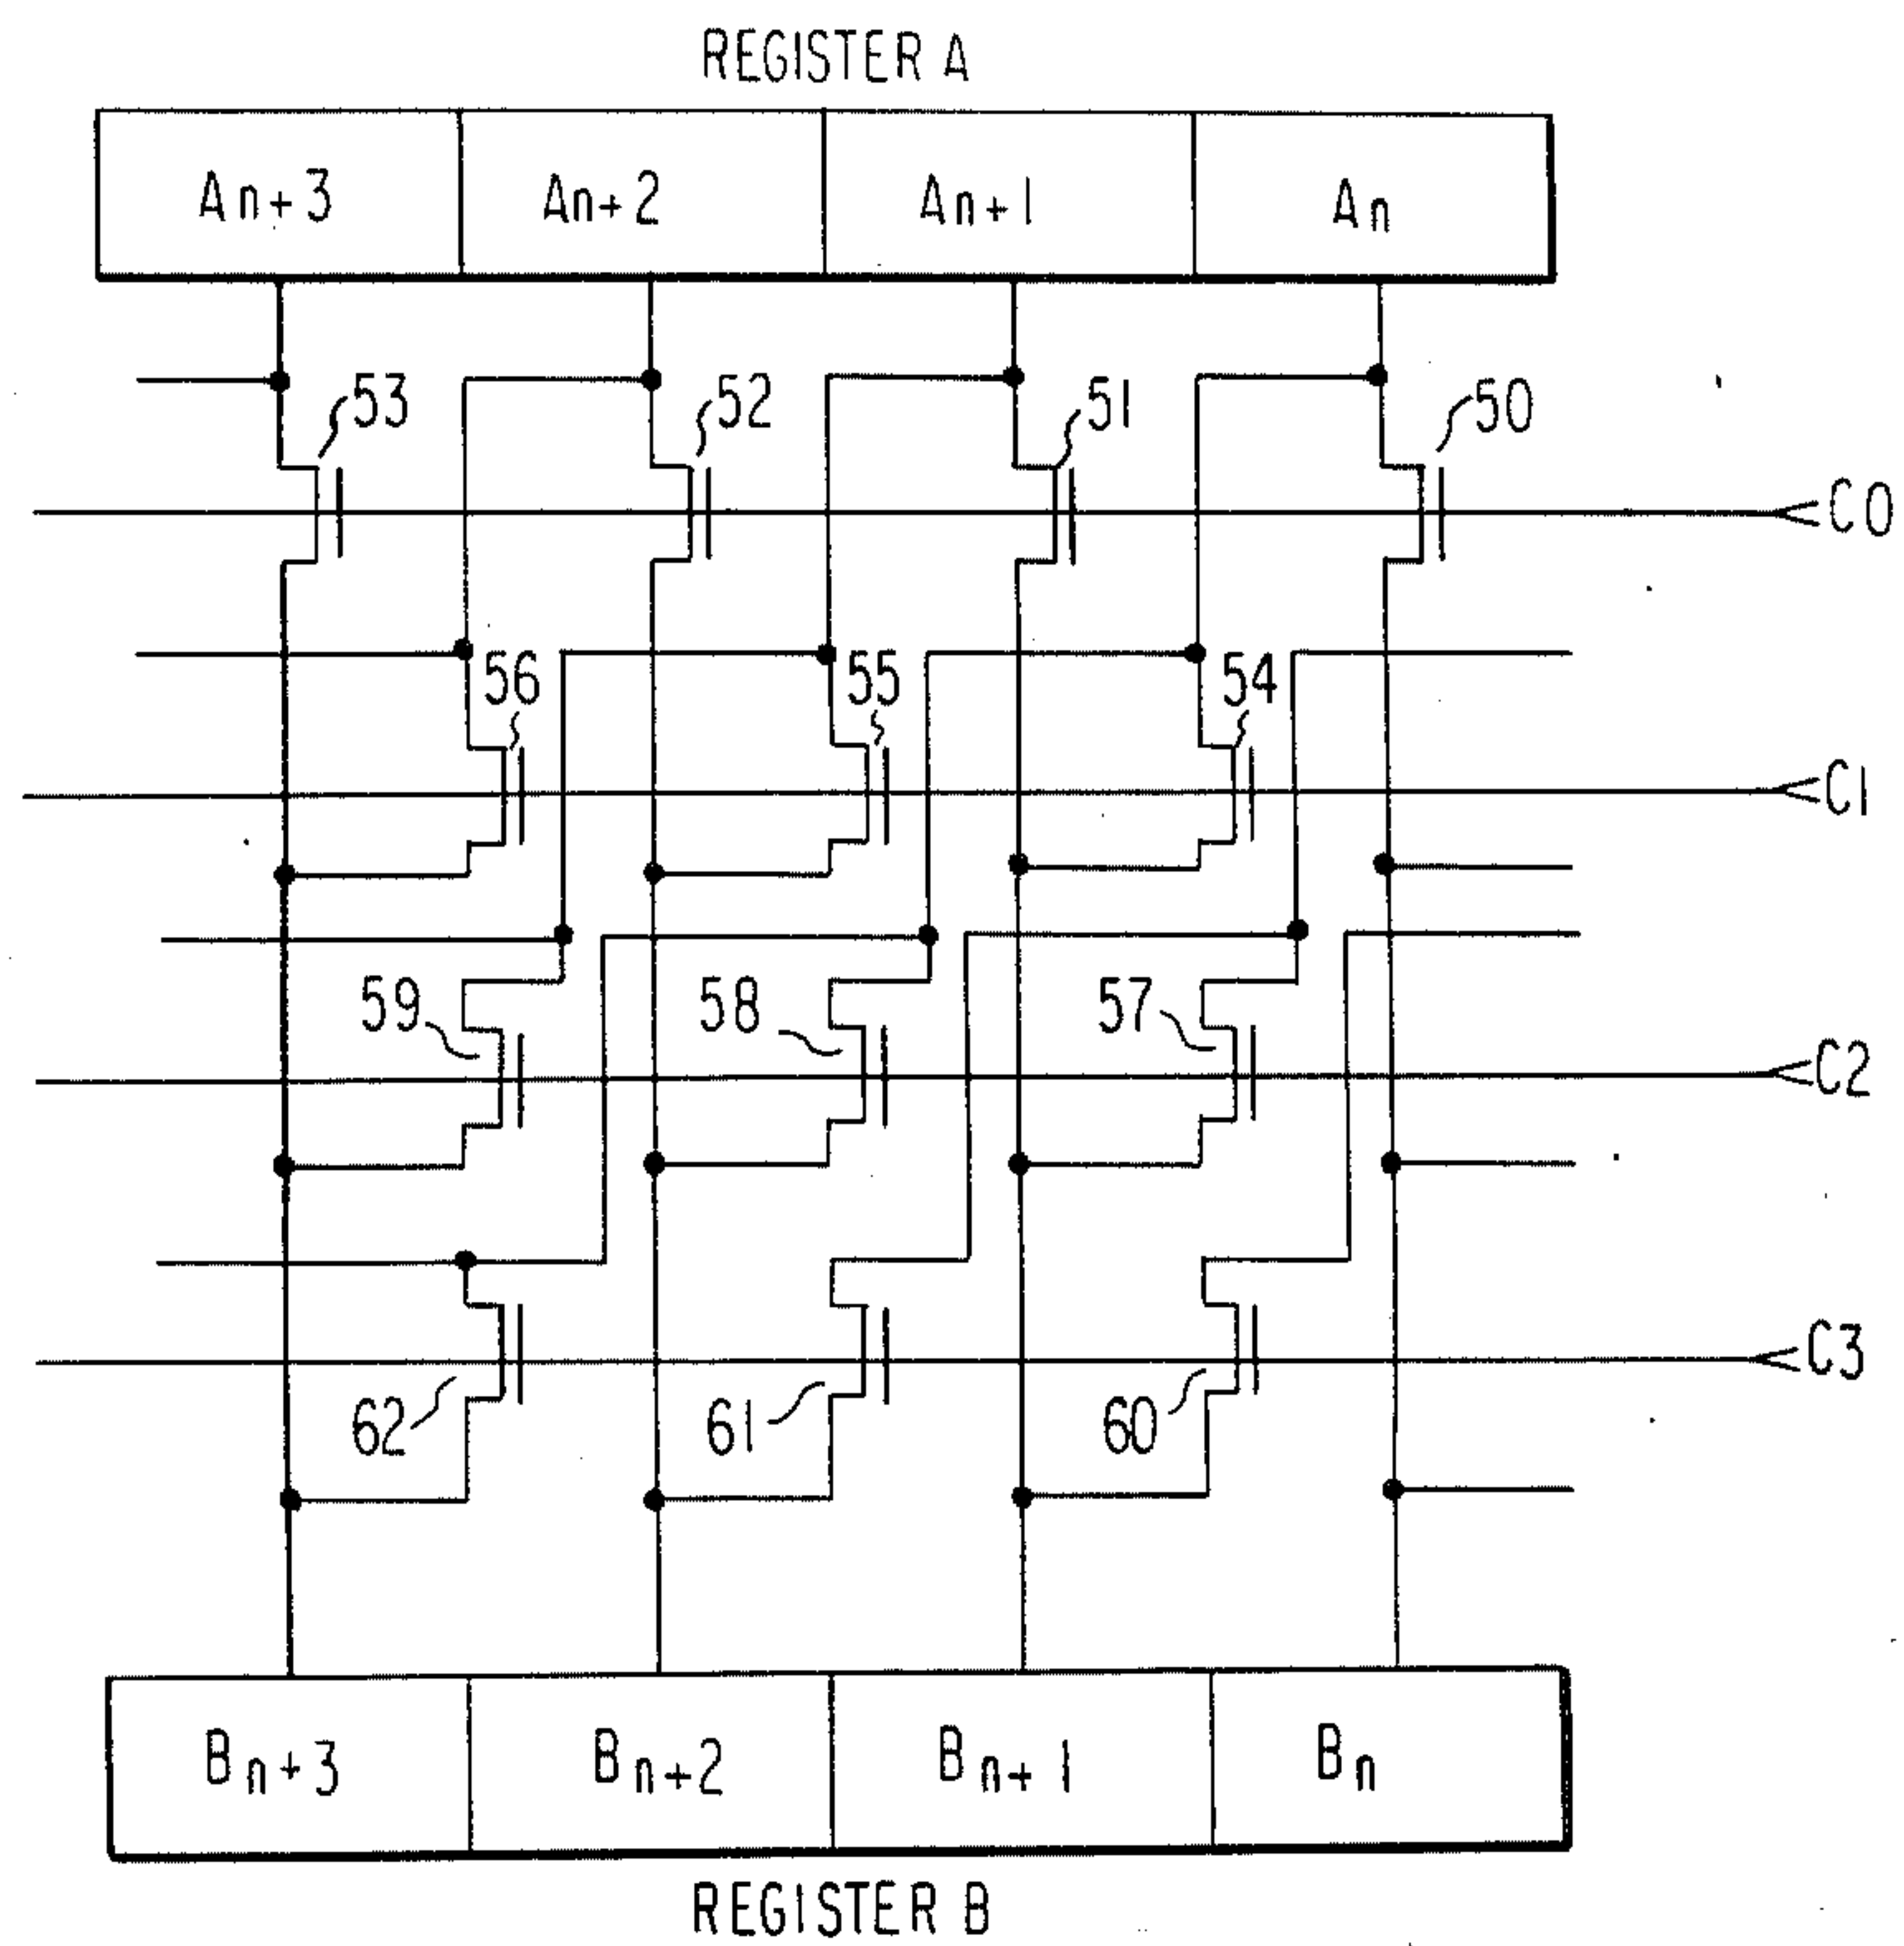 REGISTER A
An+3 An+2 An+1 An
53 52 51 50
C0
56 55 54
C1
59 58 57
C2
62 61 60
C3
Bn+3 Bn+2 Bn+1 Bn
REGISTER B